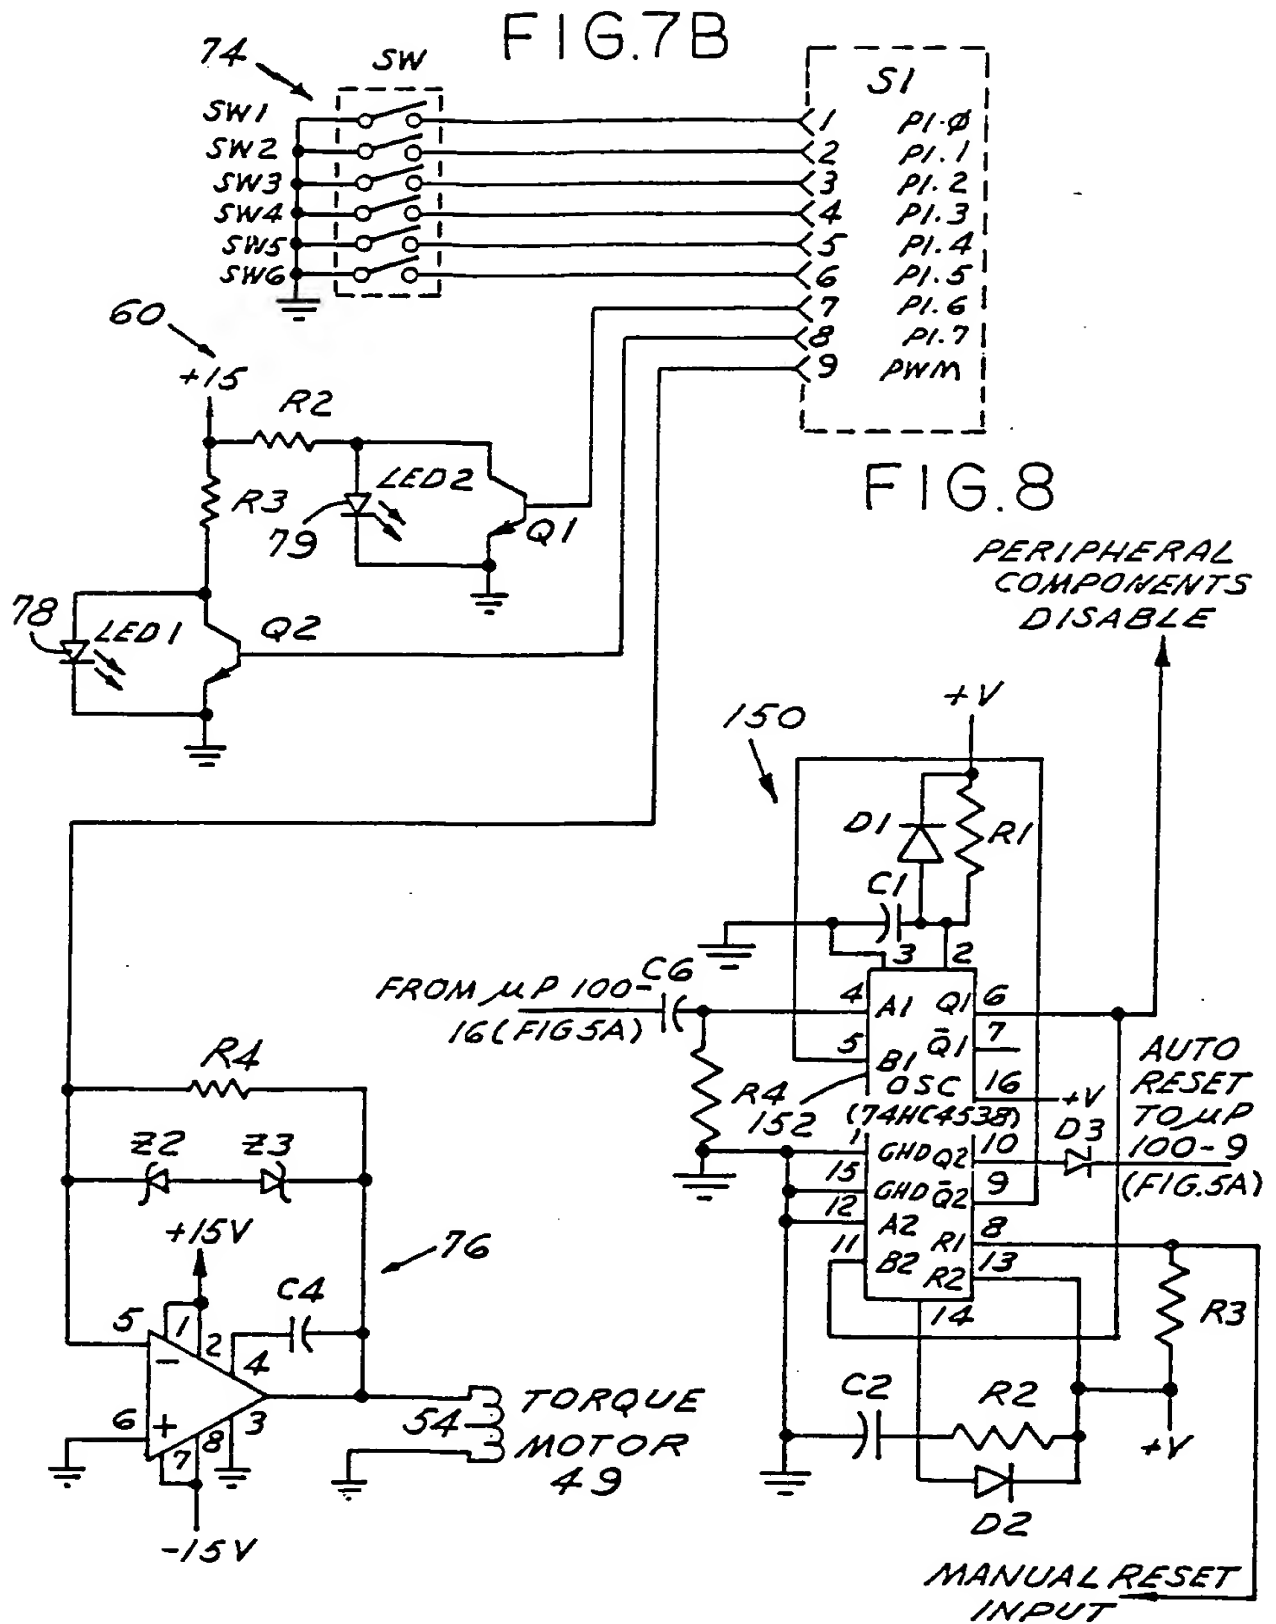 FIG.7B
74
SW
S1
SW1
1 P1.Ø
SW2
2 P1.1
SW3
3 P1.2
SW4
4 P1.3
SW5
5 P1.4
SW6
6 P1.5
7 P1.6
8 P1.7
9 PWM
60
+15
R2
R3
LED2
79
Q1
78
LED1
Q2
R4
Z2
Z3
+15V
76
C4
5
1
2
4
-
6
+
7
8
3
-15V
54
TORQUE
MOTOR
49
FIG.8
PERIPHERAL
COMPONENTS
DISABLE
+V
150
D1
R1
C1
3
2
C6
FROM µP 100-
16 (FIG5A)
4
A1
Q1
6
5
B1
Q̅1
7
R4
152
OSC
16
+V
(74HC4538)
AUTO
RESET
TO µP
100-9
(FIG.5A)
D3
1
GHD
Q2
10
15
GHD
Q̅2
9
12
A2
R1
8
11
B2
R2
13
14
R3
C2
R2
+V
D2
MANUAL RESET
INPUT